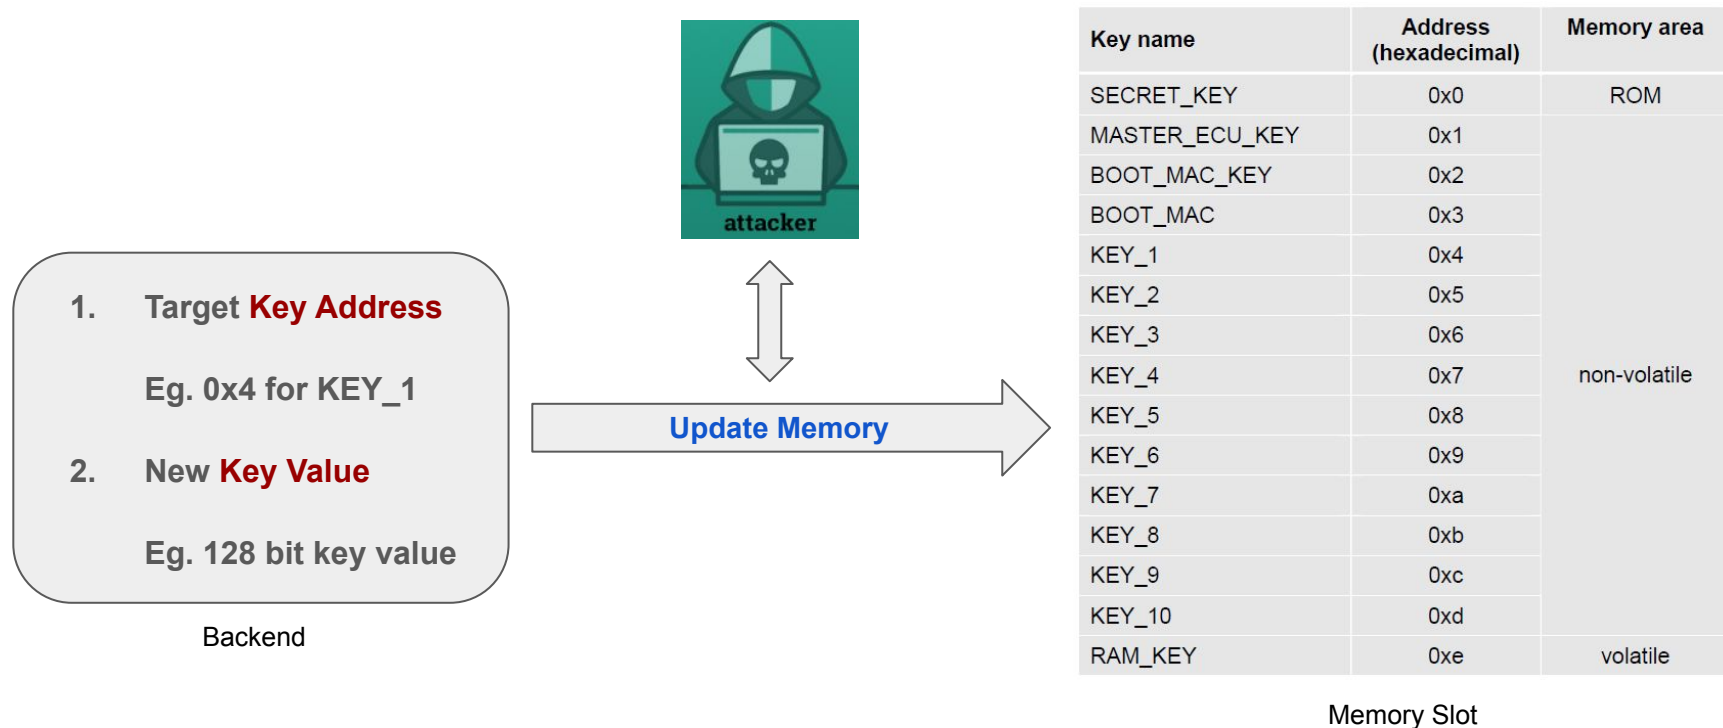 attacker
1. Target Key Address
Eg. 0x4 for KEY_1
2. New Key Value
Eg. 128 bit key value
Backend
Update Memory
Key name Address (hexadecimal) Memory area
SECRET_KEY 0x0 ROM
MASTER_ECU_KEY 0x1
BOOT_MAC_KEY 0x2
BOOT_MAC 0x3
KEY_1 0x4
KEY_2 0x5
KEY_3 0x6
KEY_4 0x7 non-volatile
KEY_5 0x8
KEY_6 0x9
KEY_7 0xa
KEY_8 0xb
KEY_9 0xc
KEY_10 0xd
RAM_KEY 0xe volatile
Memory Slot